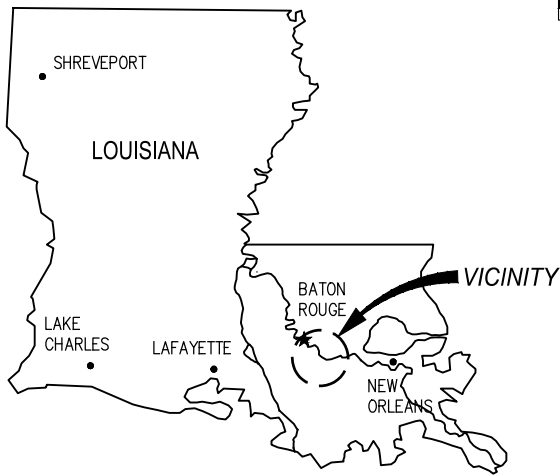 SHREVEPORT
LOUISIANA
BATON
ROUGE
VICINITY
LAKE
CHARLES
LAFAYETTE
NEW
ORLEANS